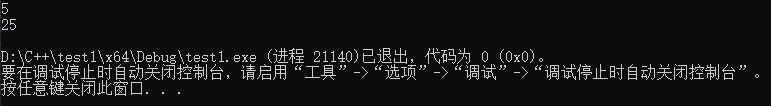 5
25
D:\C++\test1\x64\Debug\test1.exe (进程 21140)已退出，代码为 0 (0x0)。
要在调试停止时自动关闭控制台，请启用“工具”->“选项”->“调试”->“调试停止时自动关闭控制台”。
按任意键关闭此窗口. . .